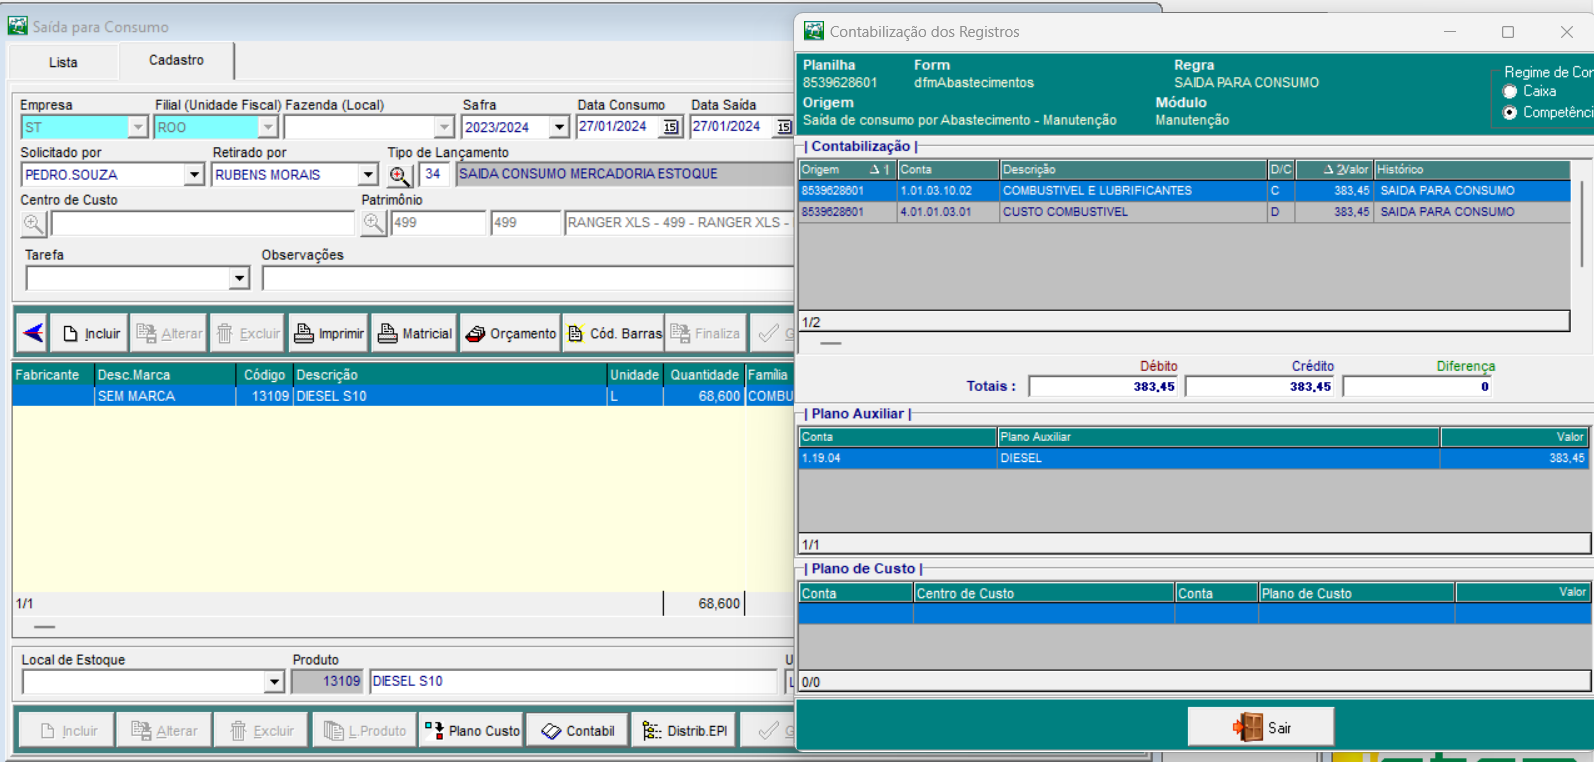 Saída para Consumo
Lista
Cadastro
Empresa
Filial (Unidade Fiscal)
Fazenda (Local)
Safra
Data Consumo
Data Saída
ST
ROO
2023/2024
27/01/2024
15
27/01/2024
15
Solicitado por
Retirado por
Tipo de Lançamento
PEDRO.SOUZA
RUBENS MORAIS
34
SAIDA CONSUMO MERCADORIA ESTOQUE
Centro de Custo
Patrimônio
499
499
RANGER XLS - 499 - RANGER XLS -
Tarefa
Observações
Incluir
Alterar
Excluir
Imprimir
Matricial
Orçamento
Cód. Barras
Finaliza
Fabricante
Desc.Marca
Código
Descrição
Unidade
Quantidade
Família
SEM MARCA
13109
DIESEL S10
L
68,600
COMBU
1/1
68,600
Local de Estoque
Produto
U
13109
DIESEL S10
L
Incluir
Alterar
Excluir
L.Produto
Plano Custo
Contabil
Distrib.EPI
Contabilização dos Registros
Planilha
Form
Regra
8539628601
dfmAbastecimentos
SAIDA PARA CONSUMO
Origem
Módulo
Saída de consumo por Abastecimento - Manutenção
Manutenção
Regime de Cor
Caixa
Competênci
| Contabilização |
Origem
1
Conta
Descrição
D/C
2
Valor
Histórico
8539628601
1.01.03.10.02
COMBUSTIVEL E LUBRIFICANTES
C
383,45
SAIDA PARA CONSUMO
8539628601
4.01.01.03.01
CUSTO COMBUSTIVEL
D
383,45
SAIDA PARA CONSUMO
1/2
Débito
Crédito
Diferença
Totais :
383,45
383,45
0
| Plano Auxiliar |
Conta
Plano Auxiliar
Valor
1.19.04
DIESEL
383,45
1/1
| Plano de Custo |
Conta
Centro de Custo
Conta
Plano de Custo
Valor
0/0
Sair